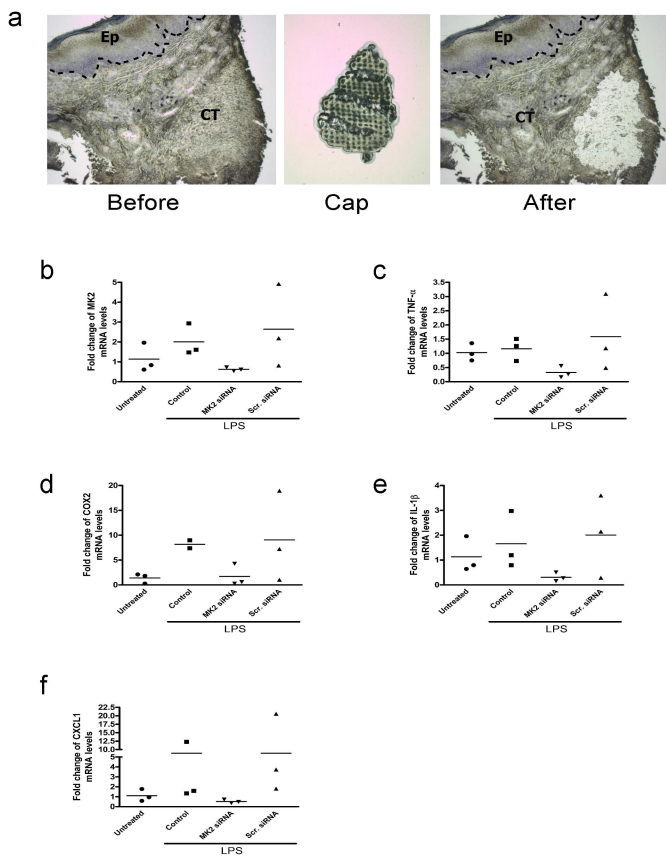 a
Ep
CT
Ep
CT
Before
Cap
After
b
Fold change of MK2
mRNA levels
5
4
3
2
1
0
Untreated
Control
MK2 siRNA
Scr. siRNA
LPS
c
Fold change of TNF-α
mRNA levels
3.5
3.0
2.5
2.0
1.5
1.0
0.5
0.0
Untreated
Control
MK2 siRNA
Scr. siRNA
LPS
d
Fold change of COX2
mRNA levels
20
15
10
5
0
Untreated
Control
MK2 siRNA
Scr. siRNA
LPS
e
Fold change of IL-1β
mRNA levels
4
3
2
1
0
Untreated
Control
MK2 siRNA
Scr. siRNA
LPS
f
Fold change of CXCL1
mRNA levels
22.5
20.0
17.5
15.0
12.5
10.0
5
4
3
2
1
0
Untreated
Control
MK2 siRNA
Scr. siRNA
LPS